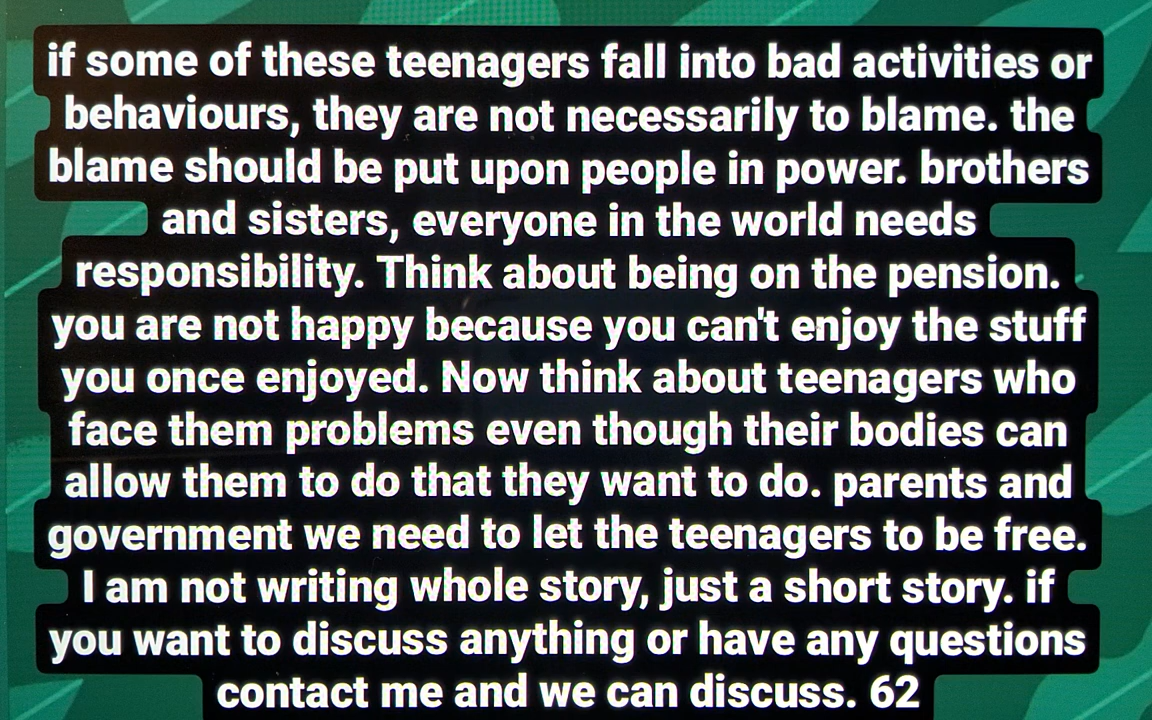 if some of these teenagers fall into bad activities or
behaviours, they are not necessarily to blame. the
blame should be put upon people in power. brothers
and sisters, everyone in the world needs
responsibility. Think about being on the pension.
you are not happy because you can't enjoy the stuff
you once enjoyed. Now think about teenagers who
face them problems even though their bodies can
allow them to do that they want to do. parents and
government we need to let the teenagers to be free.
I am not writing whole story, just a short story. if
you want to discuss anything or have any questions
contact me and we can discuss. 62